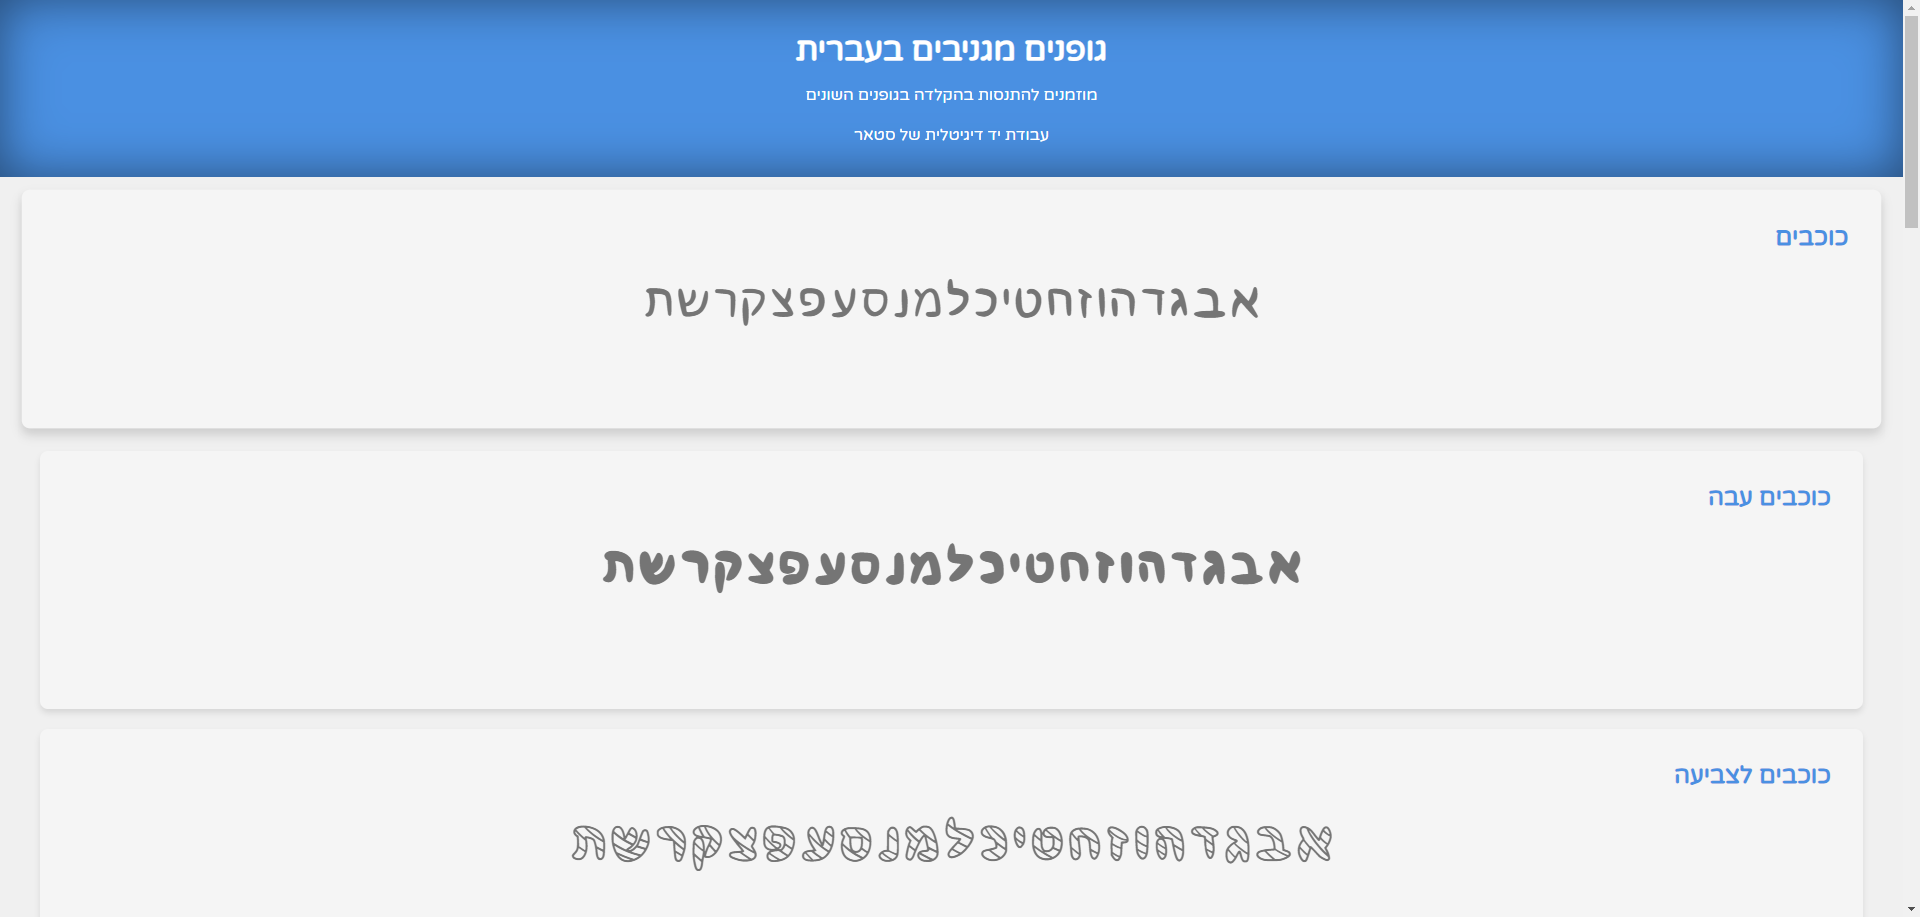 גופנים מגניבים בעברית
מוזמנים להתנסות בהקלדה בגופנים השונים
עבודת יד דיגיטלית של סטאר
כוכבים
אבגדהוזחטיכלמנסעפצקרשת
כוכבים עבה
אבגדהוזחטיכלמנסעפצקרשת
כוכבים לצביעה
אבגדהוזחטיכלמנסעפצקרשת